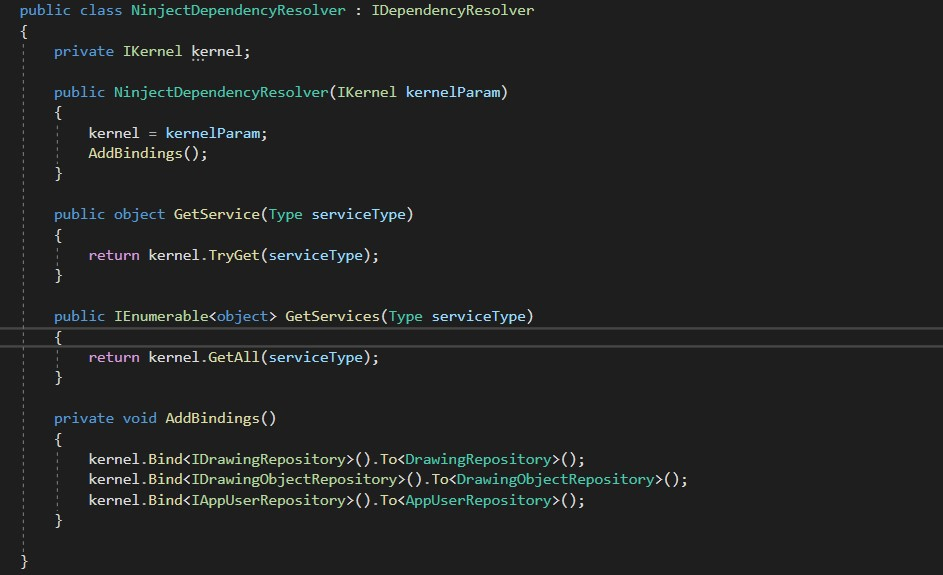 public class NinjectDependencyResolver : IDependencyResolver
{
private IKernel kernel;
public NinjectDependencyResolver(IKernel kernelParam)
{
kernel = kernelParam;
AddBindings();
}
public object GetService(Type serviceType)
{
return kernel.TryGet(serviceType);
}
public IEnumerable<object> GetServices(Type serviceType)
{
return kernel.GetAll(serviceType);
}
private void AddBindings()
{
kernel.Bind<IDrawingRepository>().To<DrawingRepository>();
kernel.Bind<IDrawingObjectRepository>().To<DrawingObjectRepository>();
kernel.Bind<IAppUserRepository>().To<AppUserRepository>();
}
}